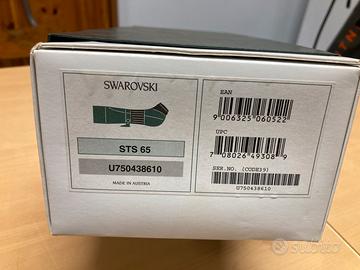 SWAROVSKI
STS 65
U750438610
MADE IN AUSTRIA
EAN
9 006325 060522
UPC
7 08026 49308 9
SER.NO. (CODE39)
U750438610
subito